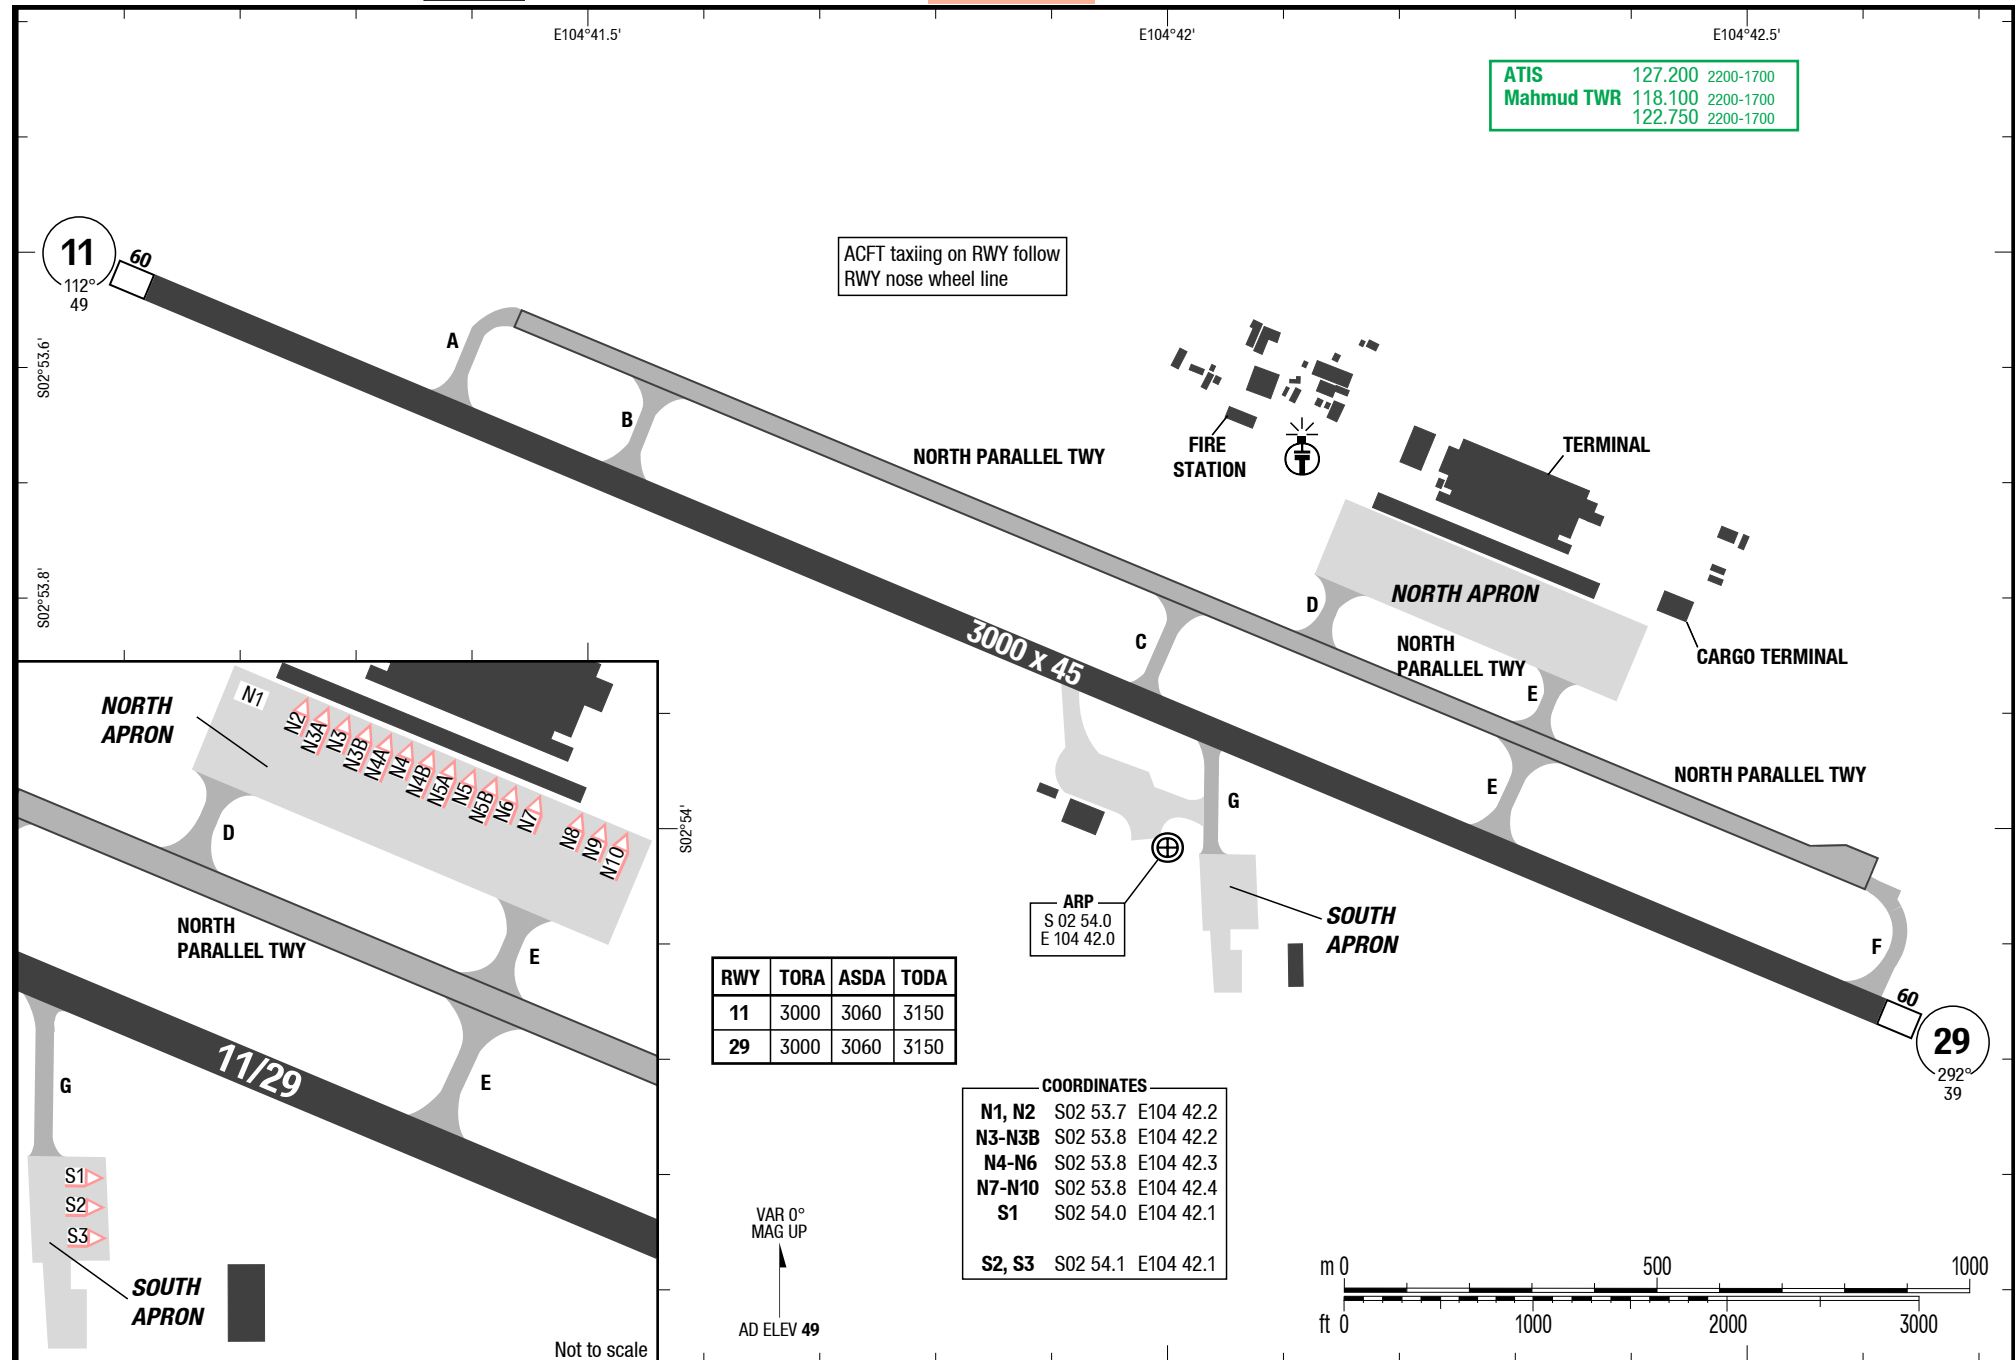 E104°41.5'
E104°42'
E104°42.5'
ATIS 127.200 2200-1700
Mahmud TWR 118.100 2200-1700
122.750 2200-1700
11
112°
49
60
ACFT taxiing on RWY follow
RWY nose wheel line
S02°53.6'
S02°53.8'
S02°54'
A
B
NORTH PARALLEL TWY
FIRE
STATION
TERMINAL
NORTH APRON
D
C
3000 x 45
NORTH
PARALLEL TWY
E
CARGO TERMINAL
NORTH PARALLEL TWY
E
G
F
ARP
S 02 54.0
E 104 42.0
SOUTH
APRON
60
29
292°
39
NORTH
APRON
N1
N2
N3A
N3
N3B
N4A
N4
N4B
N5A
N5
N5B
N6
N7
N8
N9
N10
D
NORTH
PARALLEL TWY
E
11/29
G
E
S1
S2
S3
SOUTH
APRON
Not to scale
RWY TORA ASDA TODA
11 3000 3060 3150
29 3000 3060 3150
COORDINATES
N1, N2 S02 53.7 E104 42.2
N3-N3B S02 53.8 E104 42.2
N4-N6 S02 53.8 E104 42.3
N7-N10 S02 53.8 E104 42.4
S1 S02 54.0 E104 42.1
S2, S3 S02 54.1 E104 42.1
VAR 0°
MAG UP
AD ELEV 49
m 0 500 1000
ft 0 1000 2000 3000